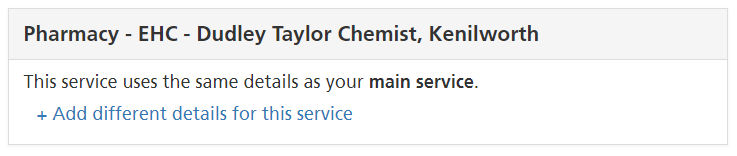 Pharmacy - EHC - Dudley Taylor Chemist, Kenilworth
This service uses the same details as your main service.
+ Add different details for this service